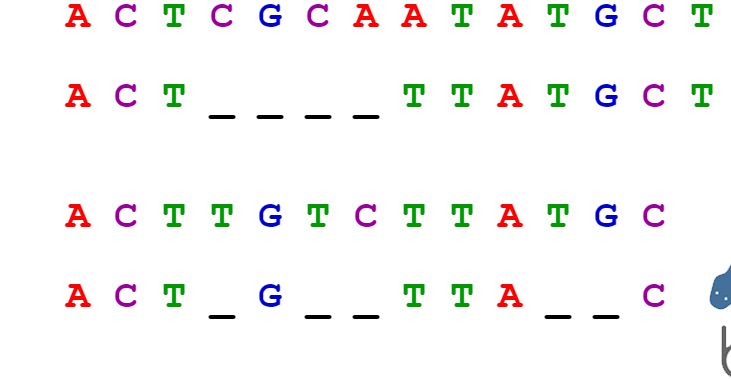 A C T C G C A A T A T G C T
A C T _ _ _ _ T T A T G C T
A C T T G T C T T A T G C
A C T _ G _ _ T T A _ _ C